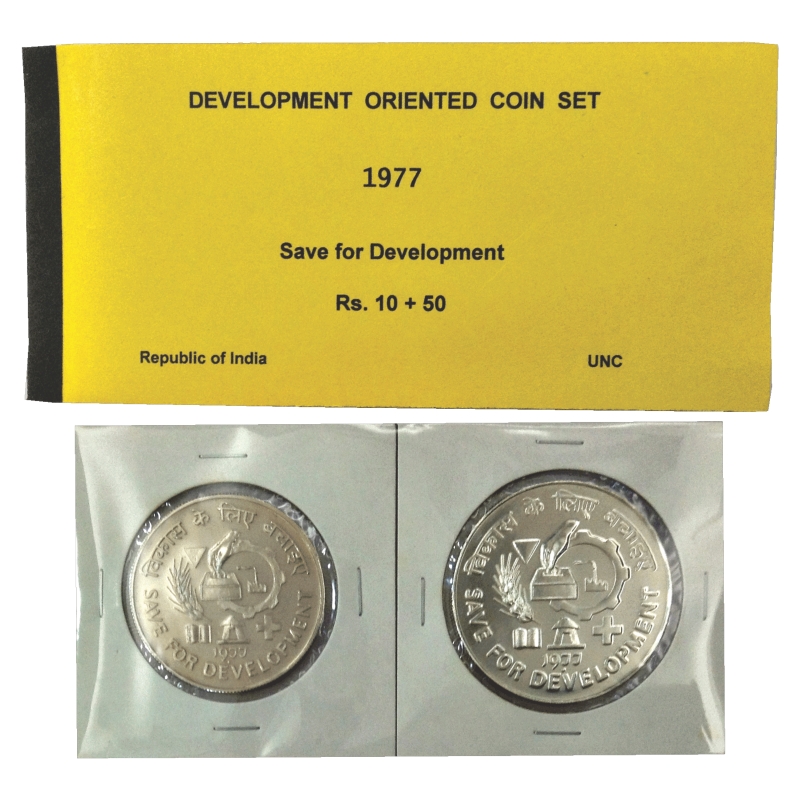 DEVELOPMENT ORIENTED COIN SET
1977
Save for Development
Rs. 10 + 50
Republic of India
UNC
विकास के लिए बचाइए
1977
SAVE FOR DEVELOPMENT
विकास के लिए बचाइए
1977
SAVE FOR DEVELOPMENT